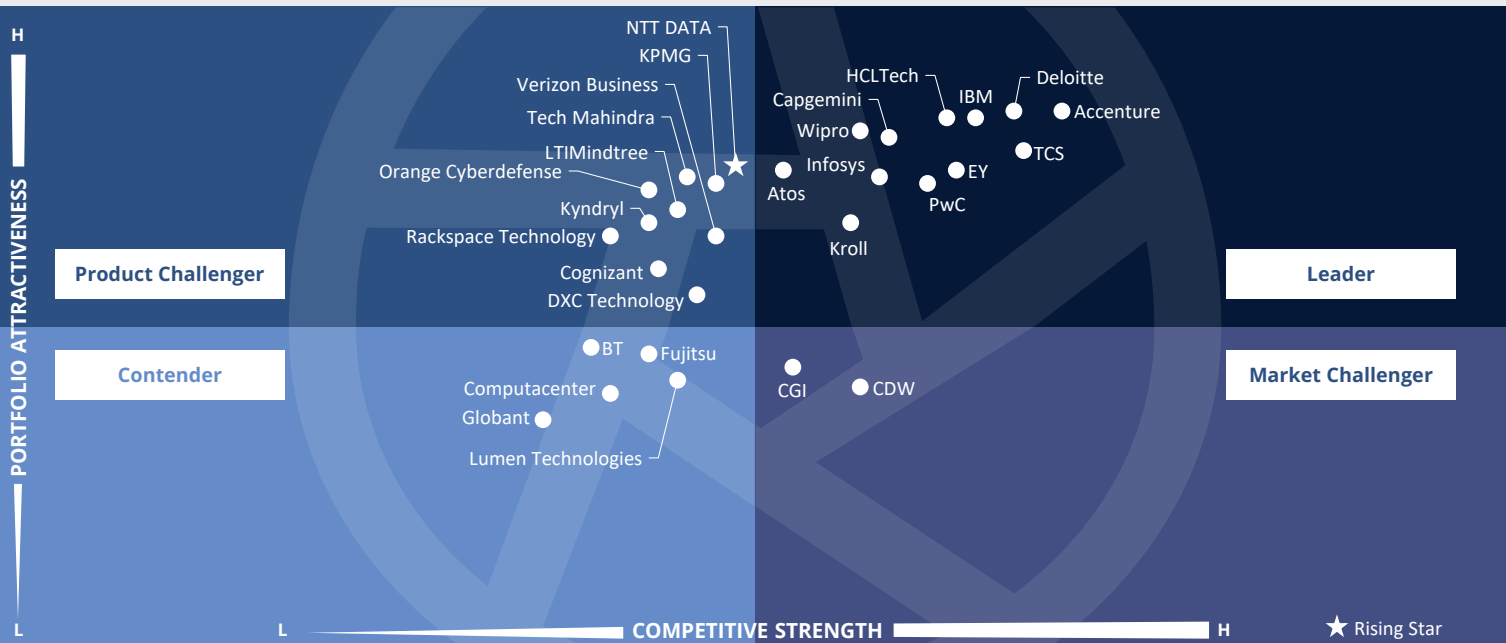 H
NTT DATA
KPMG
Verizon Business
Tech Mahindra
LTIMindtree
Orange Cyberdefense
Kyndryl
Rackspace Technology
Cognizant
DXC Technology
Product Challenger
HCLTech
Deloitte
IBM
Capgemini
Accenture
Wipro
TCS
Infosys
EY
Atos
PwC
Kroll
Leader
PORTFOLIO ATTRACTIVENESS
BT
Fujitsu
Contender
Computacenter
Globant
Lumen Technologies
CGI
CDW
Market Challenger
L
L
COMPETITIVE STRENGTH
H
Rising Star